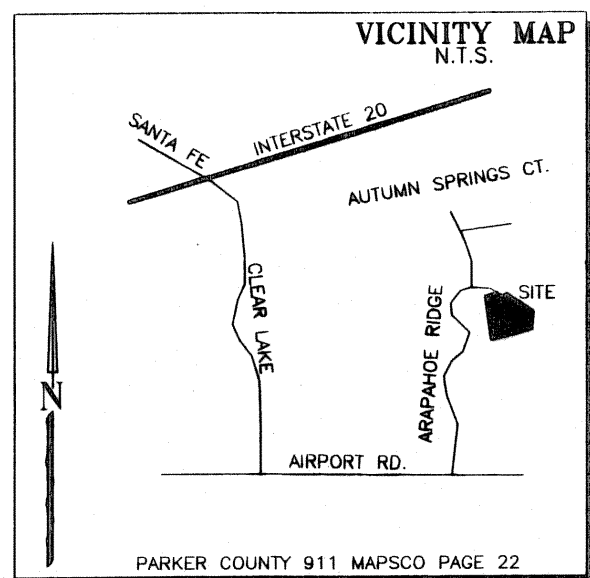 VICINITY MAP
N.T.S.
SANTA FE
INTERSTATE 20
AUTUMN SPRINGS CT.
CLEAR LAKE
ARAPAHOE RIDGE
SITE
N
AIRPORT RD.
PARKER COUNTY 911 MAPSCO PAGE 22